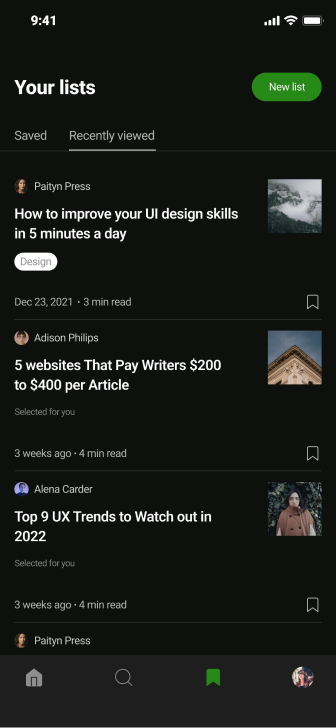 9:41
Your lists
New list
Saved
Recently viewed
Paityn Press
How to improve your UI design skills
in 5 minutes a day
Design
Dec 23, 2021 · 3 min read
Adison Philips
5 websites That Pay Writers $200
to $400 per Article
Selected for you
3 weeks ago · 4 min read
Alena Carder
Top 9 UX Trends to Watch out in
2022
Selected for you
3 weeks ago · 4 min read
Paityn Press